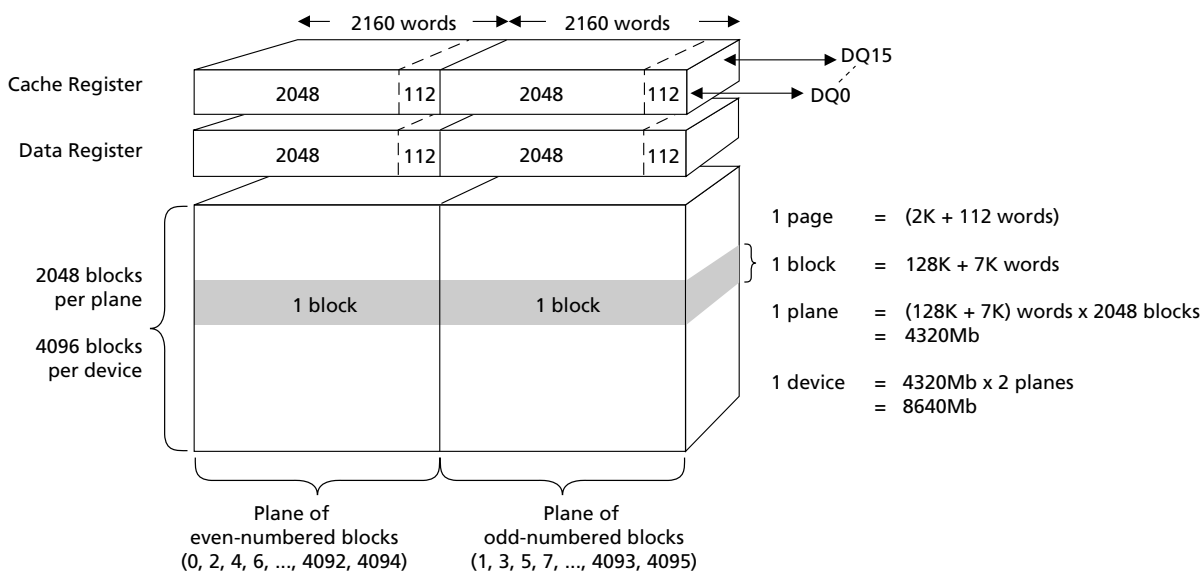 2160 words
2160 words
Cache Register
2048
112
2048
112
DQ15
DQ0
Data Register
2048
112
2048
112
2048 blocks
per plane
4096 blocks
per device
1 block
1 block
1 page = (2K + 112 words)
1 block = 128K + 7K words
1 plane = (128K + 7K) words x 2048 blocks
= 4320Mb
1 device = 4320Mb x 2 planes
= 8640Mb
Plane of
even-numbered blocks
(0, 2, 4, 6, ..., 4092, 4094)
Plane of
odd-numbered blocks
(1, 3, 5, 7, ..., 4093, 4095)